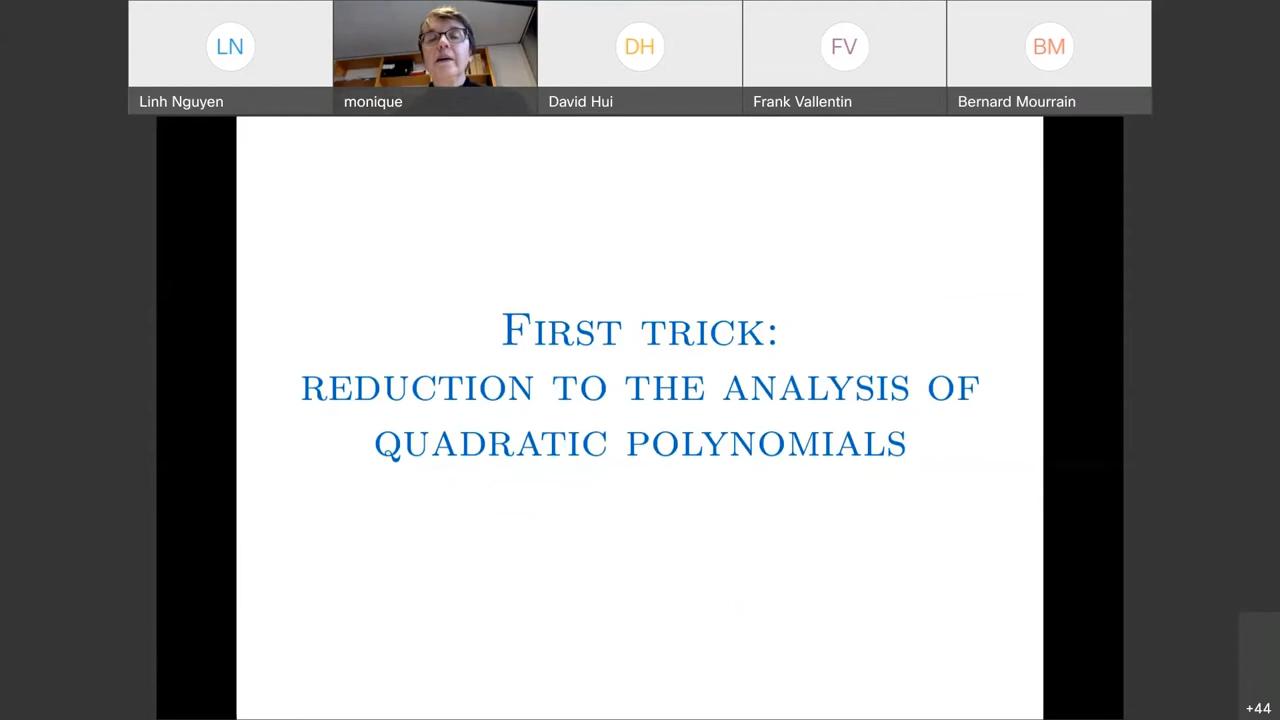 LN
DH
FV
BM
Linh Nguyen
monique
David Hui
Frank Vallentin
Bernard Mourrain
First trick:
reduction to the analysis of
quadratic polynomials
+44